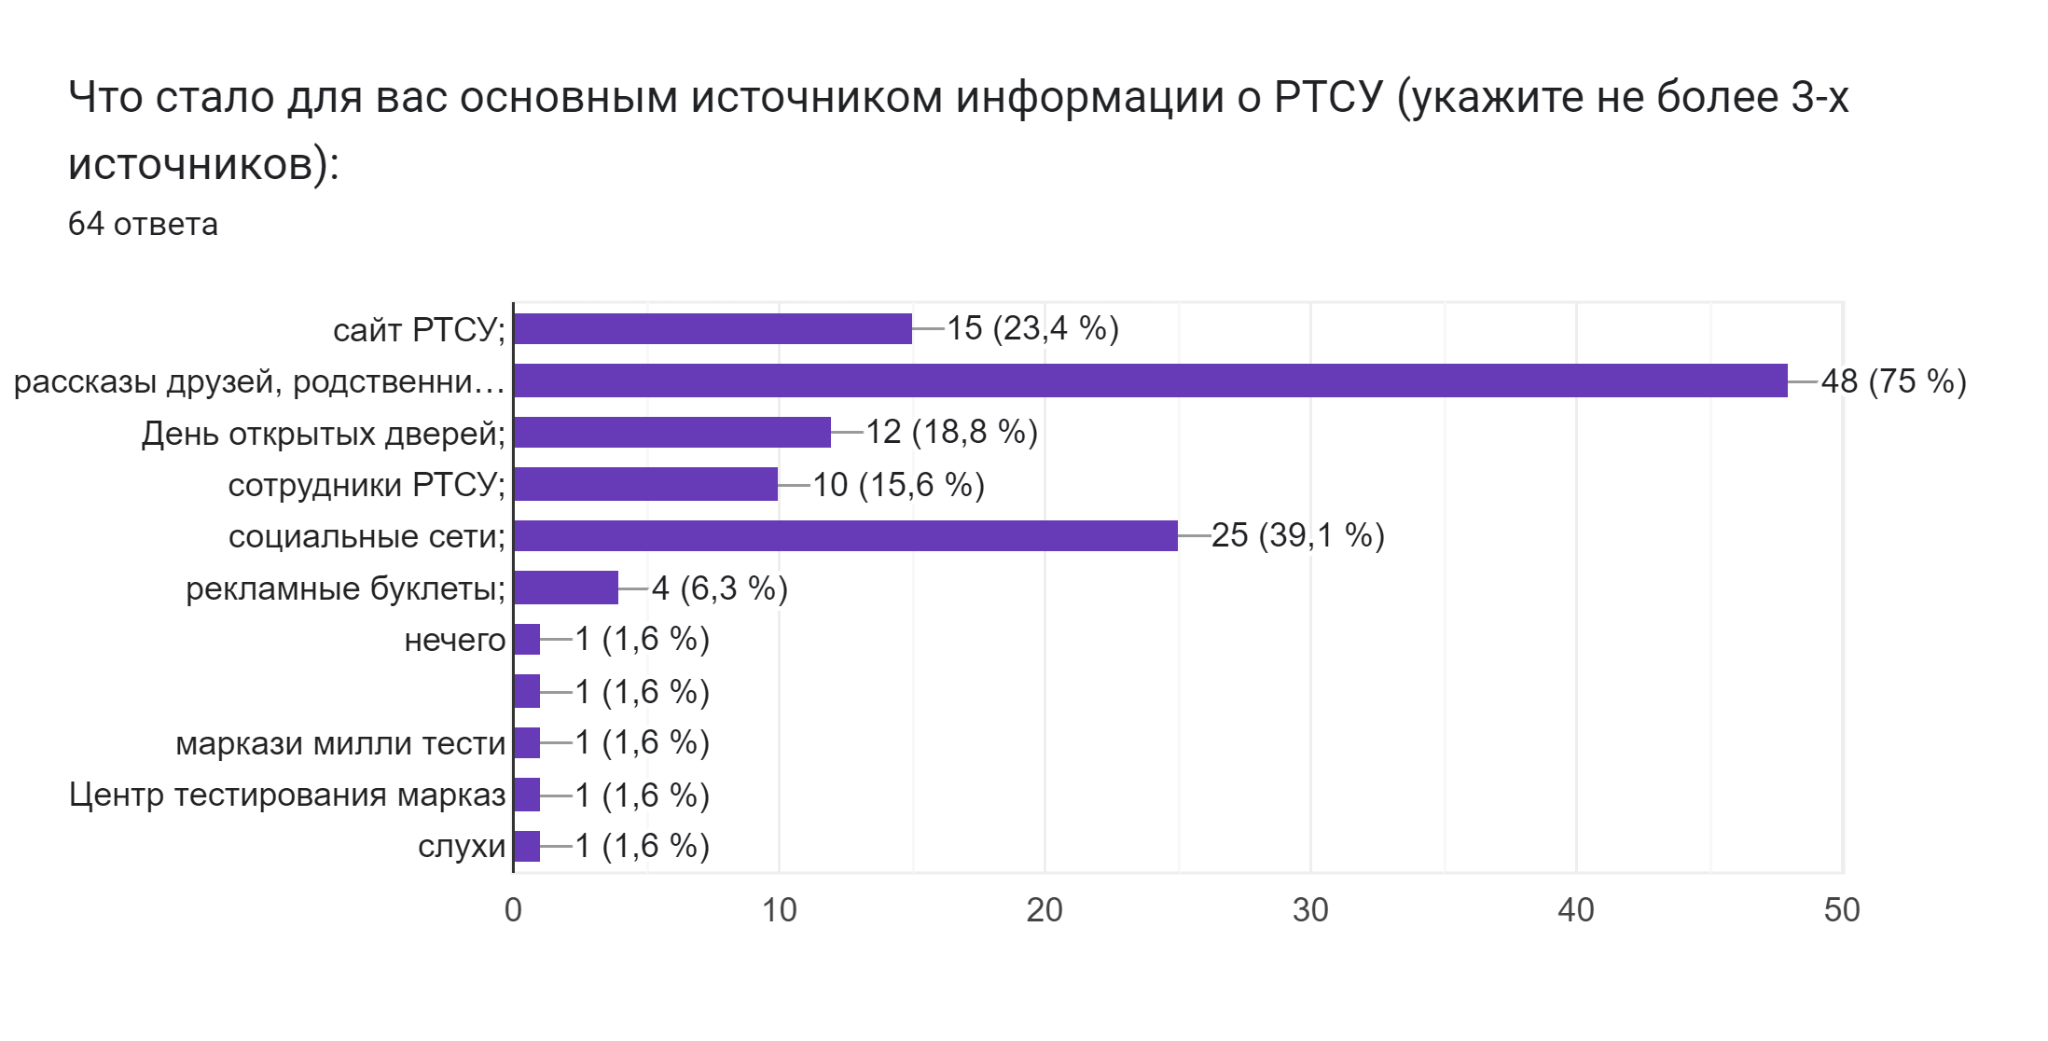 Что стало для вас основным источником информации о РТСУ (укажите не более 3-х
источников):
64 ответа
сайт РТСУ; 15 (23,4 %)
рассказы друзей, родственни… 48 (75 %)
День открытых дверей; 12 (18,8 %)
сотрудники РТСУ; 10 (15,6 %)
социальные сети; 25 (39,1 %)
рекламные буклеты; 4 (6,3 %)
нечего 1 (1,6 %)
1 (1,6 %)
маркази милли тести 1 (1,6 %)
Центр тестирования марказ 1 (1,6 %)
слухи 1 (1,6 %)
0 10 20 30 40 50